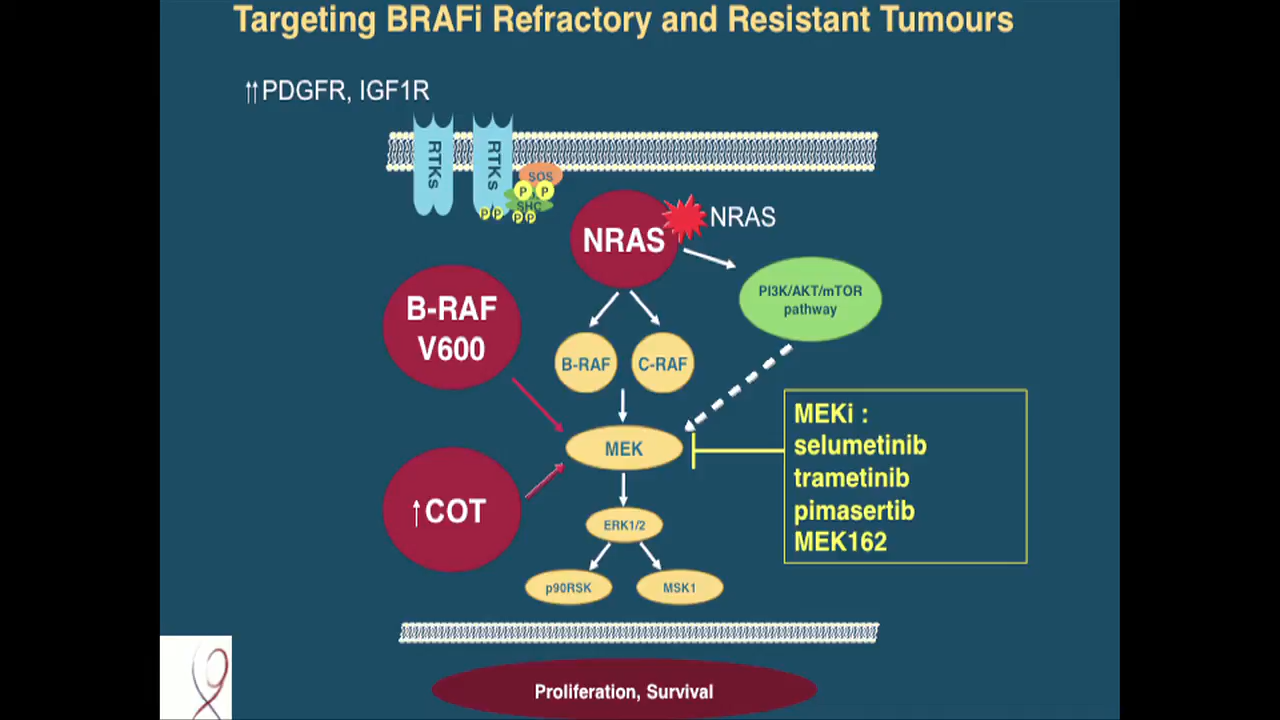 Targeting BRAFi Refractory and Resistant Tumours
↑↑PDGFR, IGF1R
RTKs
RTKs
SOS
P
P
SHC
P
P
P
P
NRAS
NRAS
PI3K/AKT/mTOR
pathway
B-RAF
V600
B-RAF
C-RAF
MEK
MEKi :
selumetinib
trametinib
pimasertib
MEK162
↑COT
ERK1/2
p90RSK
MSK1
Proliferation, Survival